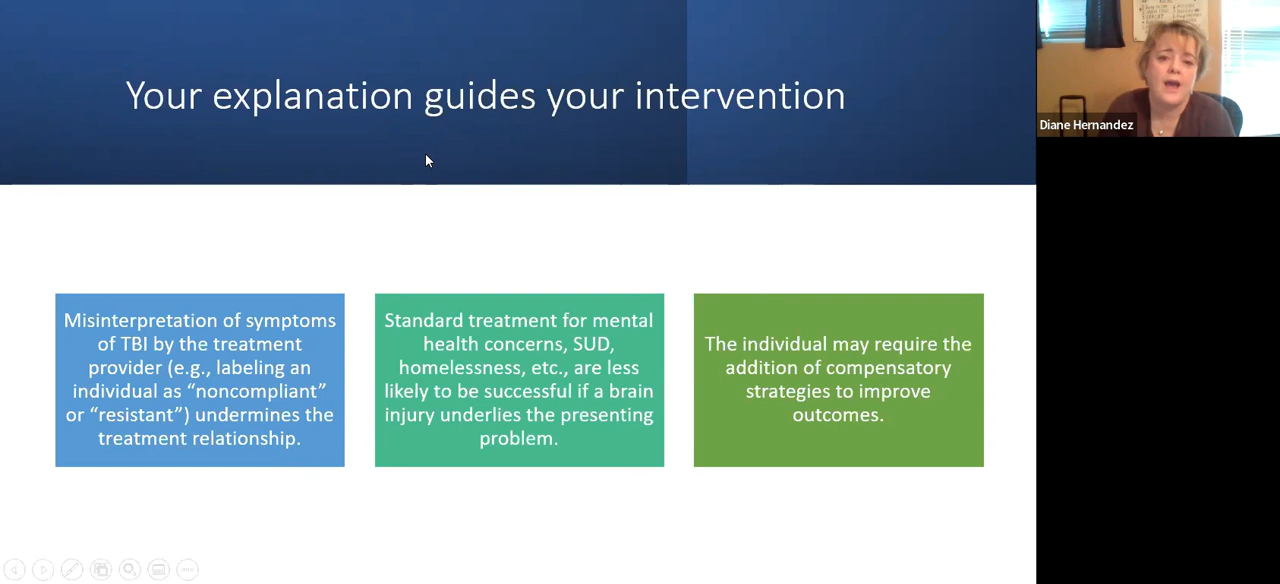 Your explanation guides your intervention
Diane Hernandez
Misinterpretation of symptoms
of TBI by the treatment
provider (e.g., labeling an
individual as “noncompliant”
or “resistant”) undermines the
treatment relationship.
Standard treatment for mental
health concerns, SUD,
homelessness, etc., are less
likely to be successful if a brain
injury underlies the presenting
problem.
The individual may require the
addition of compensatory
strategies to improve
outcomes.